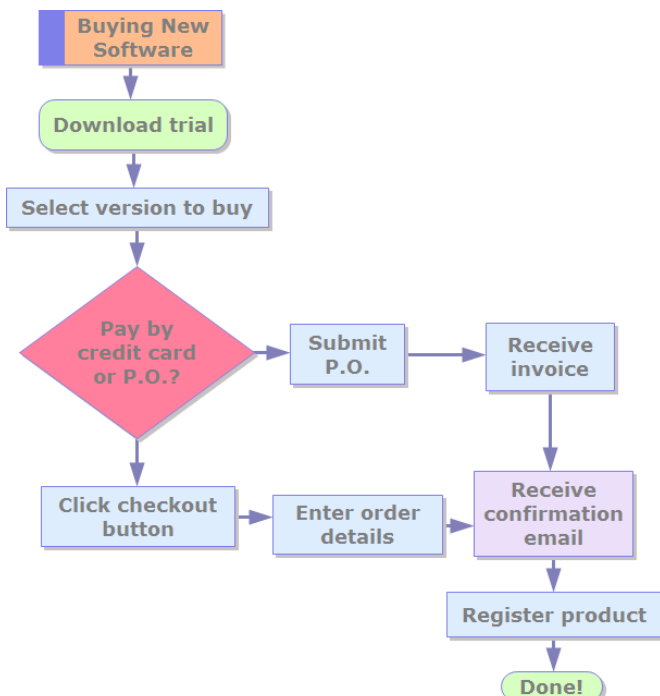 Buying New
Software
Download trial
Select version to buy
Pay by
credit card
or P.O.?
Submit
P.O.
Receive
invoice
Click checkout
button
Enter order
details
Receive
confirmation
email
Register product
Done!